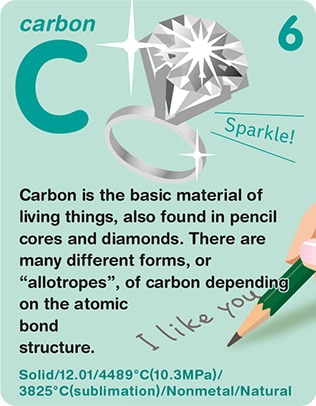 carbon
6
C
Sparkle!
Carbon is the basic material of
living things, also found in pencil
cores and diamonds. There are
many different forms, or
“allotropes”, of carbon depending
on the atomic
bond
structure.
I like you
Solid/12.01/4489°C(10.3MPa)/
3825°C(sublimation)/Nonmetal/Natural